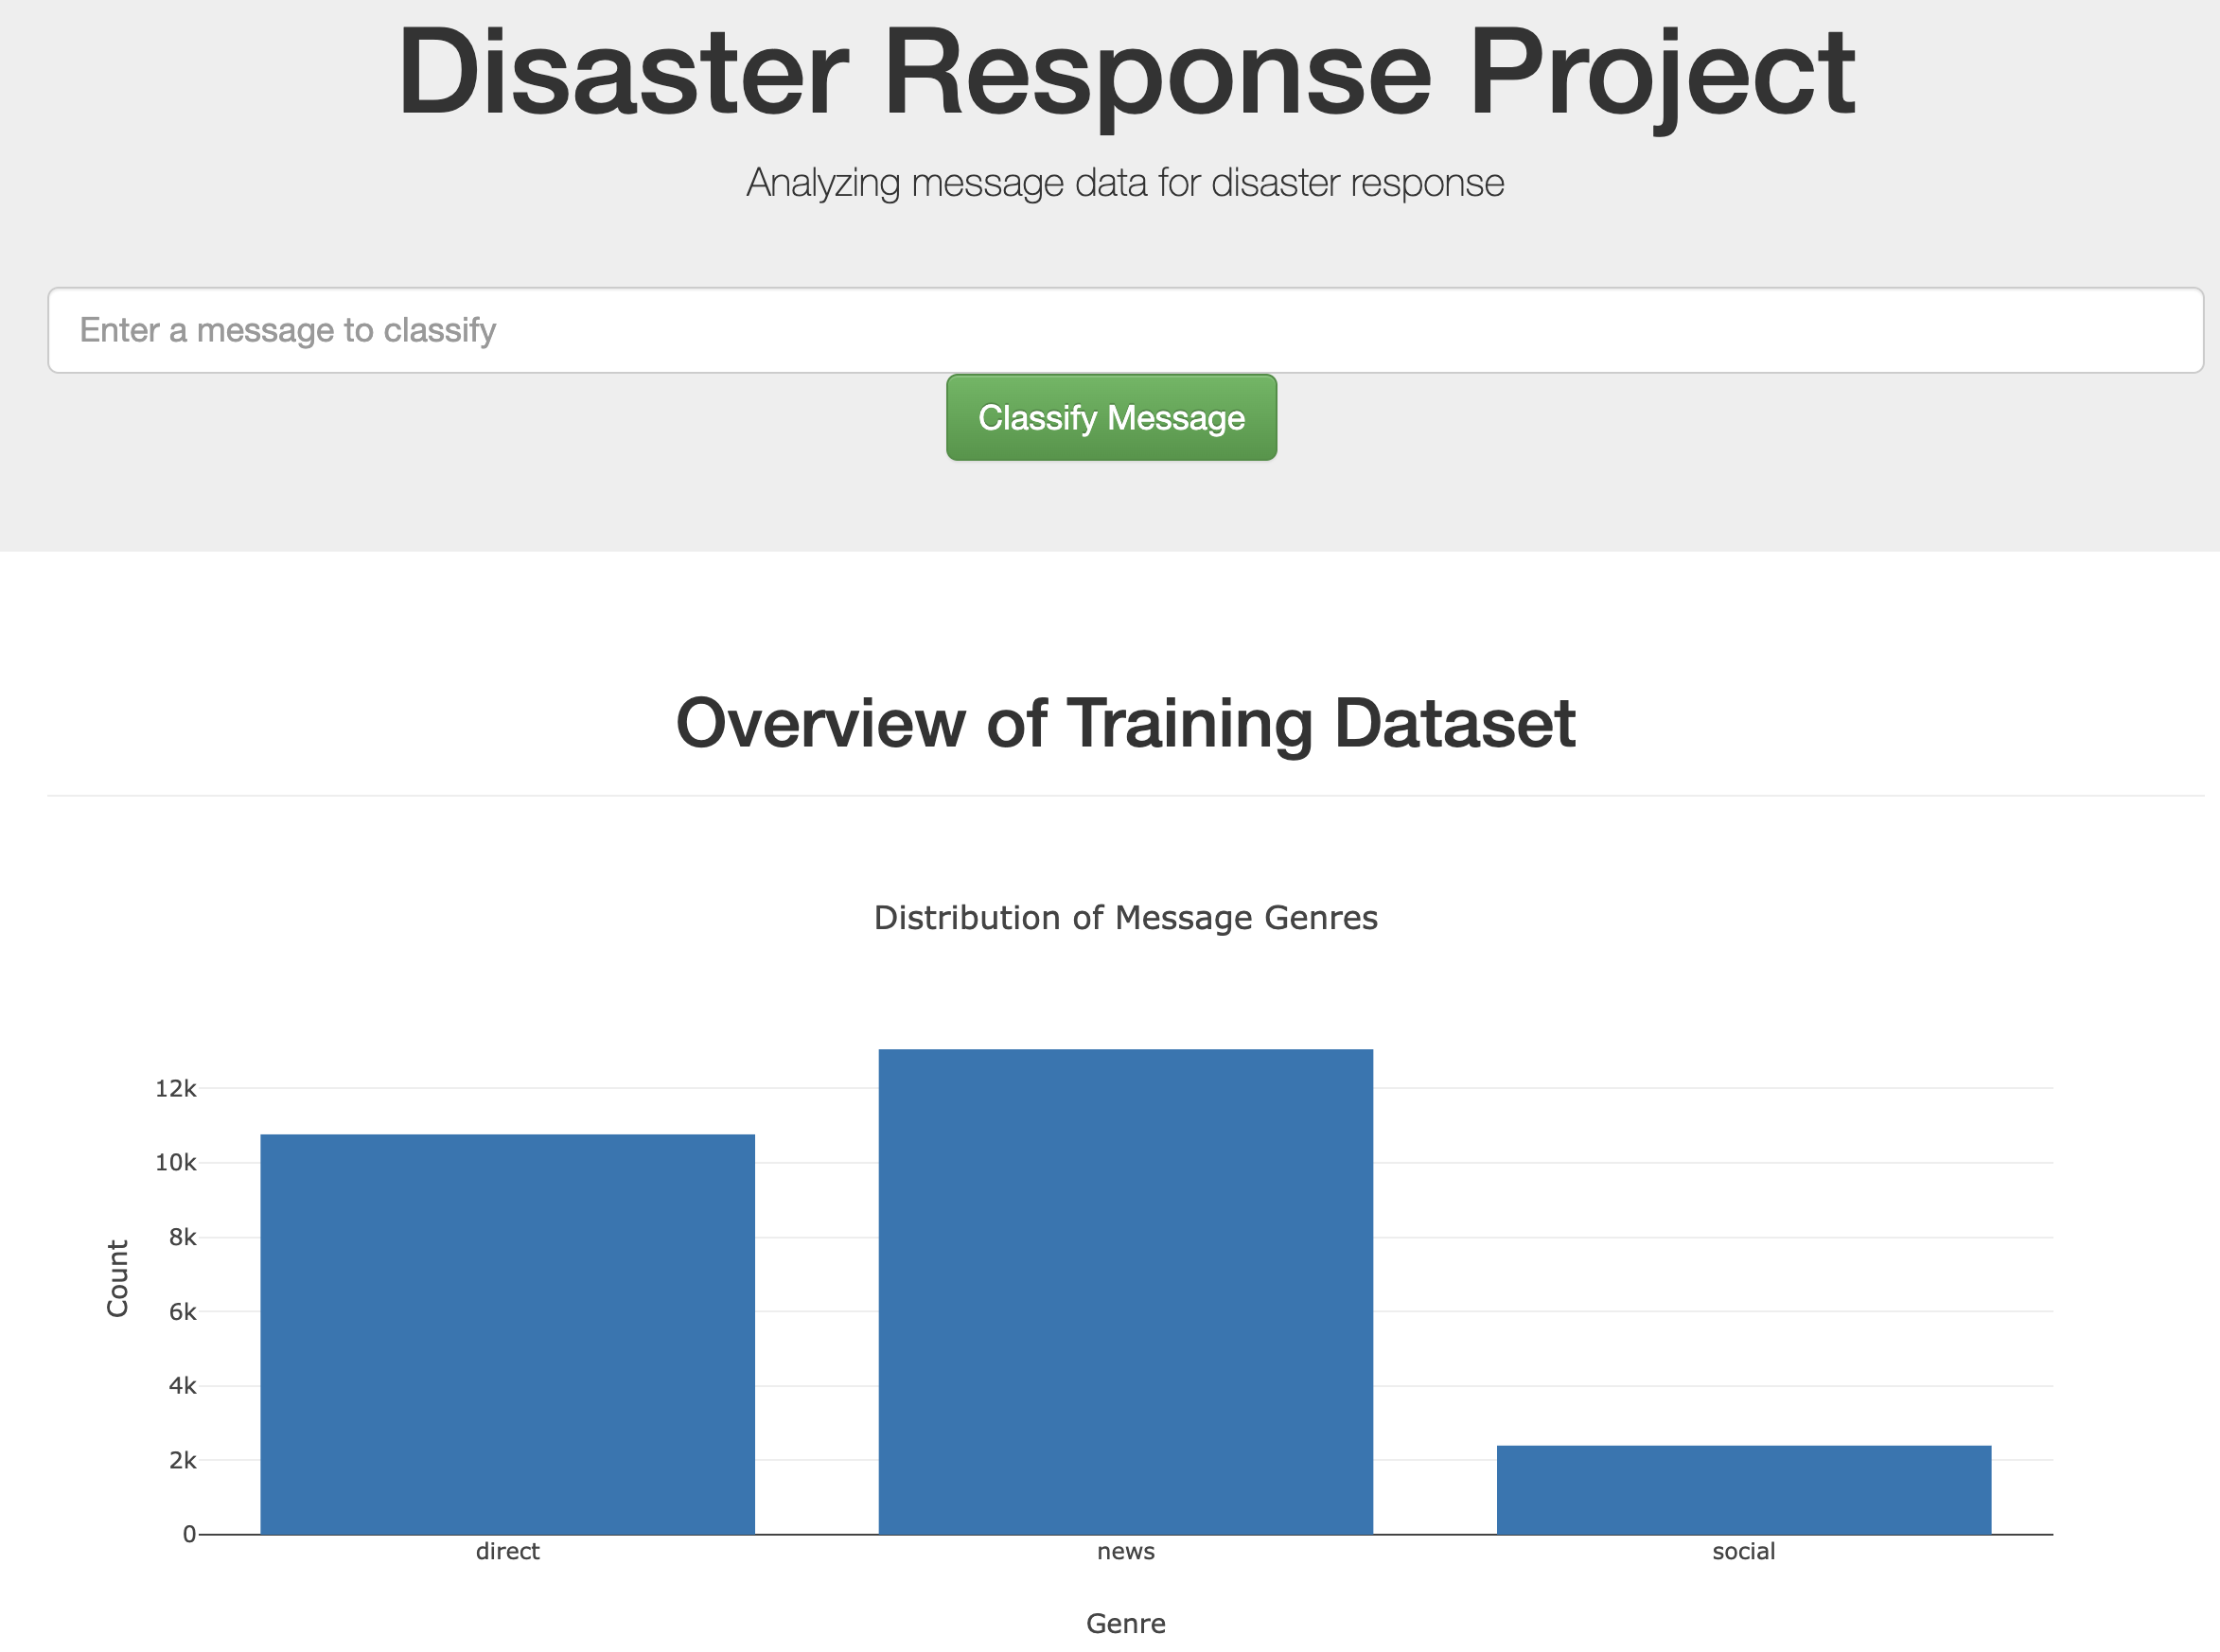 Disaster Response Project
Analyzing message data for disaster response
Enter a message to classify
Classify Message
Overview of Training Dataset
Distribution of Message Genres
12k
10k
8k
6k
4k
2k
0
Count
direct
news
social
Genre